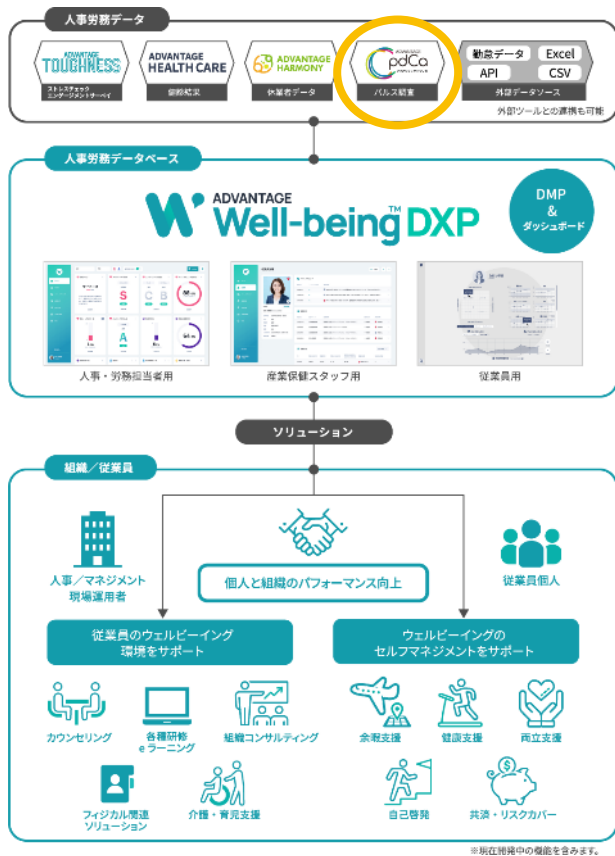 人事労務データ
ADVANTAGE
TOUGHNESS
ストレスチェック
エンゲージメントサーベイ
ADVANTAGE
HEALTH CARE
健診結果
ADVANTAGE
HARMONY
休業者データ
ADVANTAGE
pdCa
パルス調査
勤怠データ
Excel
API
CSV
外部データソース
外部ツールとの連携も可能
人事労務データベース
ADVANTAGE
Well-being™ DXP
DMP
&
ダッシュボード
人事・労務担当者用
産業保健スタッフ用
従業員用
ソリューション
組織／従業員
人事／マネジメント
現場運用者
個人と組織のパフォーマンス向上
従業員個人
従業員のウェルビーイング
環境をサポート
ウェルビーイングの
セルフマネジメントをサポート
カウンセリング
各種研修
eラーニング
組織コンサルティング
余暇支援
健康支援
両立支援
フィジカル関連
ソリューション
介護・育児支援
自己啓発
共済・リスクカバー
※現在開発中の機能を含みます。